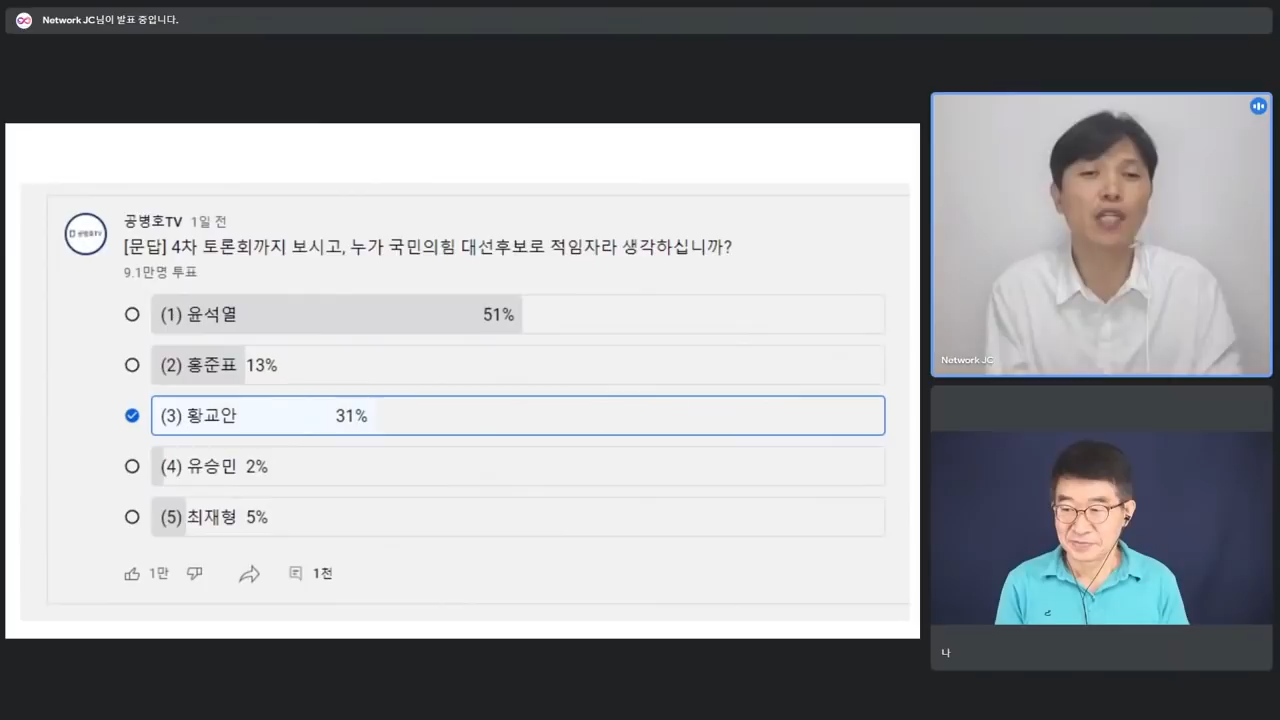 Network JC님이 발표 중입니다.
공병호TV 1일 전
[문답] 4차 토론회까지 보시고, 누가 국민의힘 대선후보로 적임자라 생각하십니까?
9.1만명 투표
(1) 윤석열 51%
(2) 홍준표 13%
(3) 황교안 31%
(4) 유승민 2%
(5) 최재형 5%
1만 1천
Network JC
나